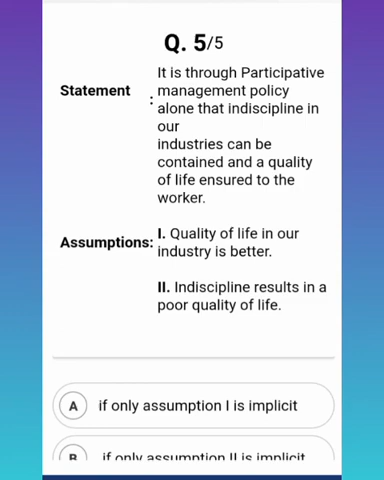 Q. 5/5
Statement : It is through Participative
management policy
alone that indiscipline in
our
industries can be
contained and a quality
of life ensured to the
worker.
Assumptions: I. Quality of life in our
industry is better.
II. Indiscipline results in a
poor quality of life.
A if only assumption I is implicit
B if only assumption II is implicit